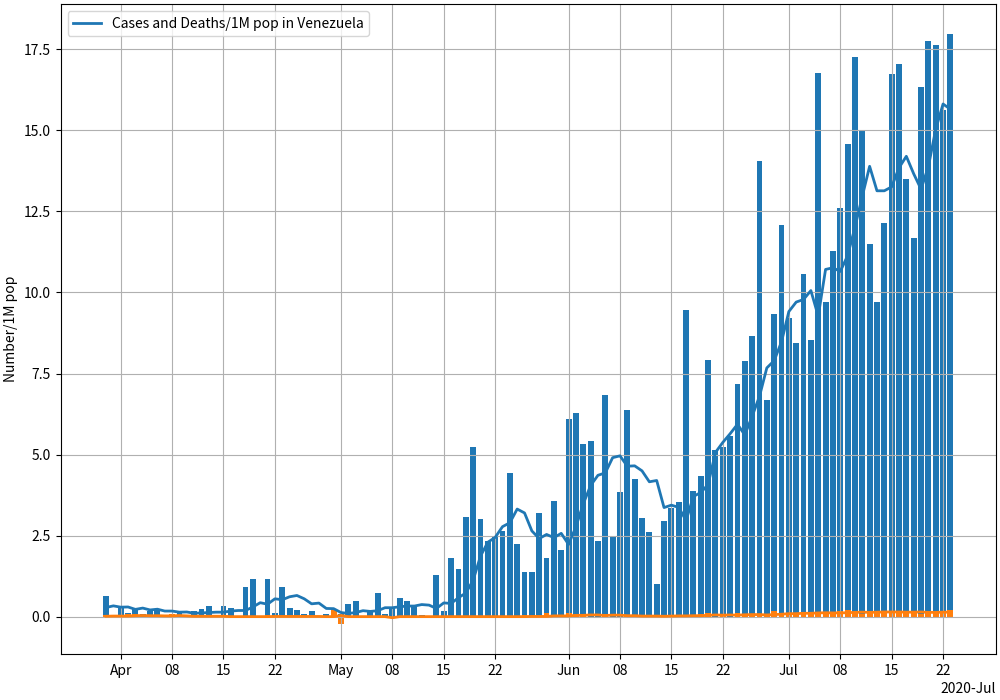 Cases and Deaths/1M pop in Venezuela
Number/1M pop
17.5
15.0
12.5
10.0
7.5
5.0
2.5
0.0
Apr 08 15 22 May 08 15 22 Jun 08 15 22 Jul 08 15 22
2020-Jul